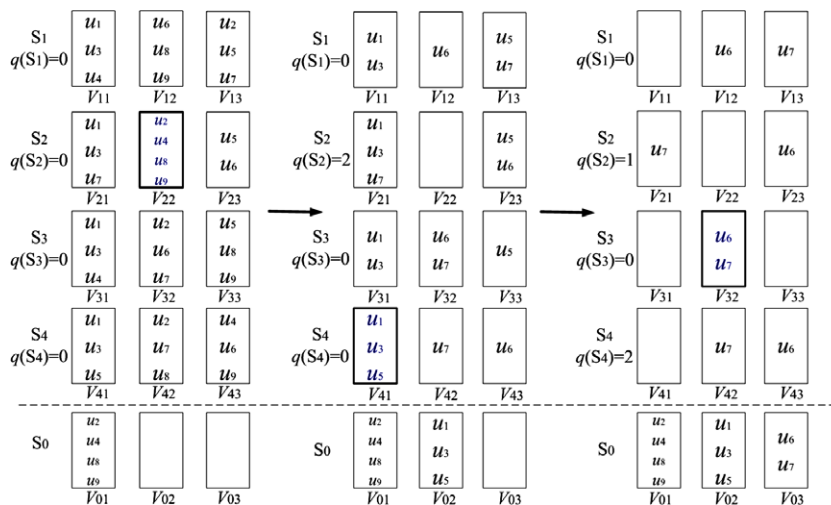 u1 u6 u2 u1 u5
S1 u3 u8 u5 S1 u6 S1 u6 u7
q(S1)=0 q(S1)=0 u3 u7 q(S1)=0
u4 u9 u7
V11 V12 V13 V11 V12 V13 V11 V12 V13
u1 u2 u1
S2 u4 u5 S2 u5 S2
q(S2)=0 u3 u8 u6 q(S2)=2 u3 u6 q(S2)=1 u7 u6
u7 u9 u7
V21 V22 V23 V21 V22 V23 V21 V22 V23
u1 u2 u5
S3 u3 u6 u8 S3 u1 u6 u5 S3 u6
q(S3)=0 q(S3)=0 u3 u7 q(S3)=0 u7
u4 u7 u9
V31 V32 V33 V31 V32 V33 V31 V32 V33
u1 u2 u4 u1
S4 u3 u7 u6 S4 u3 u7 u6 S4 u7 u6
q(S4)=0 q(S4)=0 q(S4)=2
u5 u8 u9 u5
V41 V42 V43 V41 V42 V43 V41 V42 V43
u2 u2 u1 u2 u1
S0 u4 S0 u4 u3 S0 u4 u3 u6
u8 u8 u8 u7
u9 u9 u5 u9 u5
V01 V02 V03 V01 V02 V03 V01 V02 V03